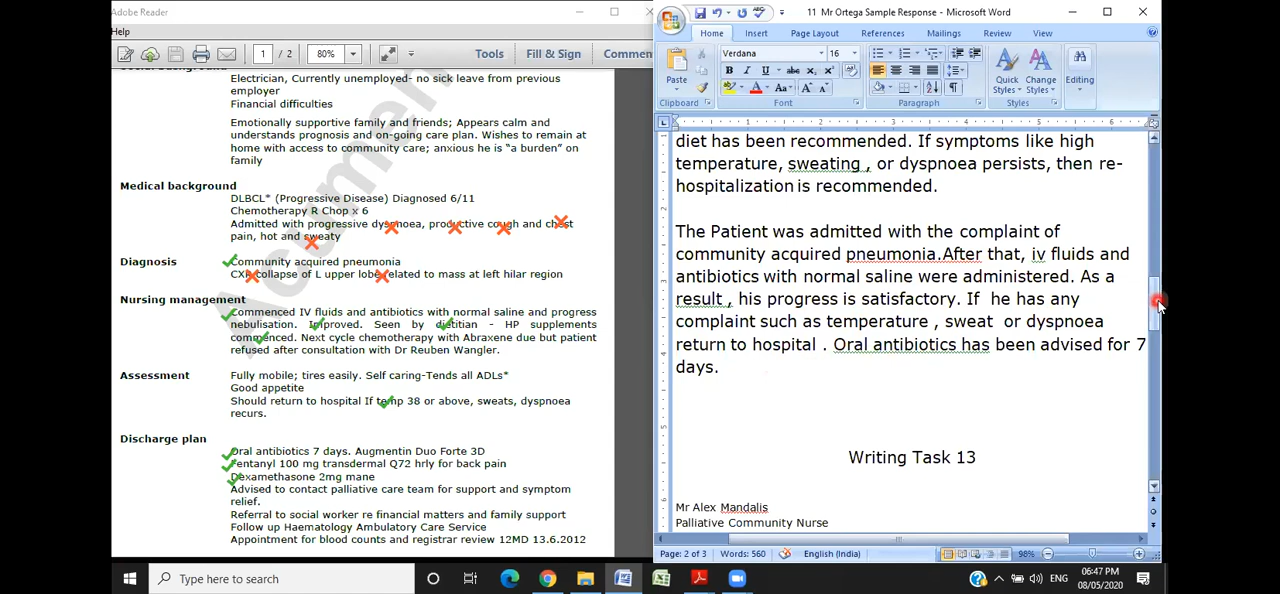 Adobe Reader
11 Mr Ortega Sample Response - Microsoft Word
Help
Home Insert Page Layout References Mailings Review View
1 / 2 80% Tools Fill & Sign
Verdana 16
Paste
Quick Styles Change Styles Editing
Clipboard Font Paragraph Styles
Electrician, Currently unemployed- no sick leave from previous
employer
Financial difficulties
Emotionally supportive family and friends; Appears calm and
understands prognosis and on-going care plan. Wishes to remain at
home with access to community care; anxious he is "a burden" on
family
Medical background
DLBCL* (Progressive Disease) Diagnosed 6/11
Chemotherapy R Chop x 6
Admitted with progressive dyspnoea, productive cough and chest
pain, hot and sweaty
Diagnosis Community acquired pneumonia
CXR collapse of L upper lobe related to mass at left hilar region
Nursing management
Commenced IV fluids and antibiotics with normal saline and progress
nebulisation. Improved. Seen by dietitian - HP supplements
commenced. Next cycle chemotherapy with Abraxene due but patient
refused after consultation with Dr Reuben Wangler.
Assessment Fully mobile; tires easily. Self caring-Tends all ADLs*
Good appetite
Should return to hospital If temp 38 or above, sweats, dyspnoea
recurs.
Discharge plan
Oral antibiotics 7 days. Augmentin Duo Forte 3D
Fentanyl 100 mg transdermal Q72 hrly for back pain
Dexamethasone 2mg mane
Advised to contact palliative care team for support and symptom
relief.
Referral to social worker re financial matters and family support
Follow up Haematology Ambulatory Care Service
Appointment for blood counts and registrar review 12MD 13.6.2012
diet has been recommended. If symptoms like high
temperature, sweating , or dyspnoea persists, then re-
hospitalization is recommended.
The Patient was admitted with the complaint of
community acquired pneumonia.After that, iv fluids and
antibiotics with normal saline were administered. As a
result , his progress is satisfactory. If he has any
complaint such as temperature , sweat or dyspnoea
return to hospital . Oral antibiotics has been advised for 7
days.
Writing Task 13
Mr Alex Mandalis
Palliative Community Nurse
Page: 2 of 3 Words: 560 English (India) 98%
Type here to search
ENG
06:47 PM
08/05/2020